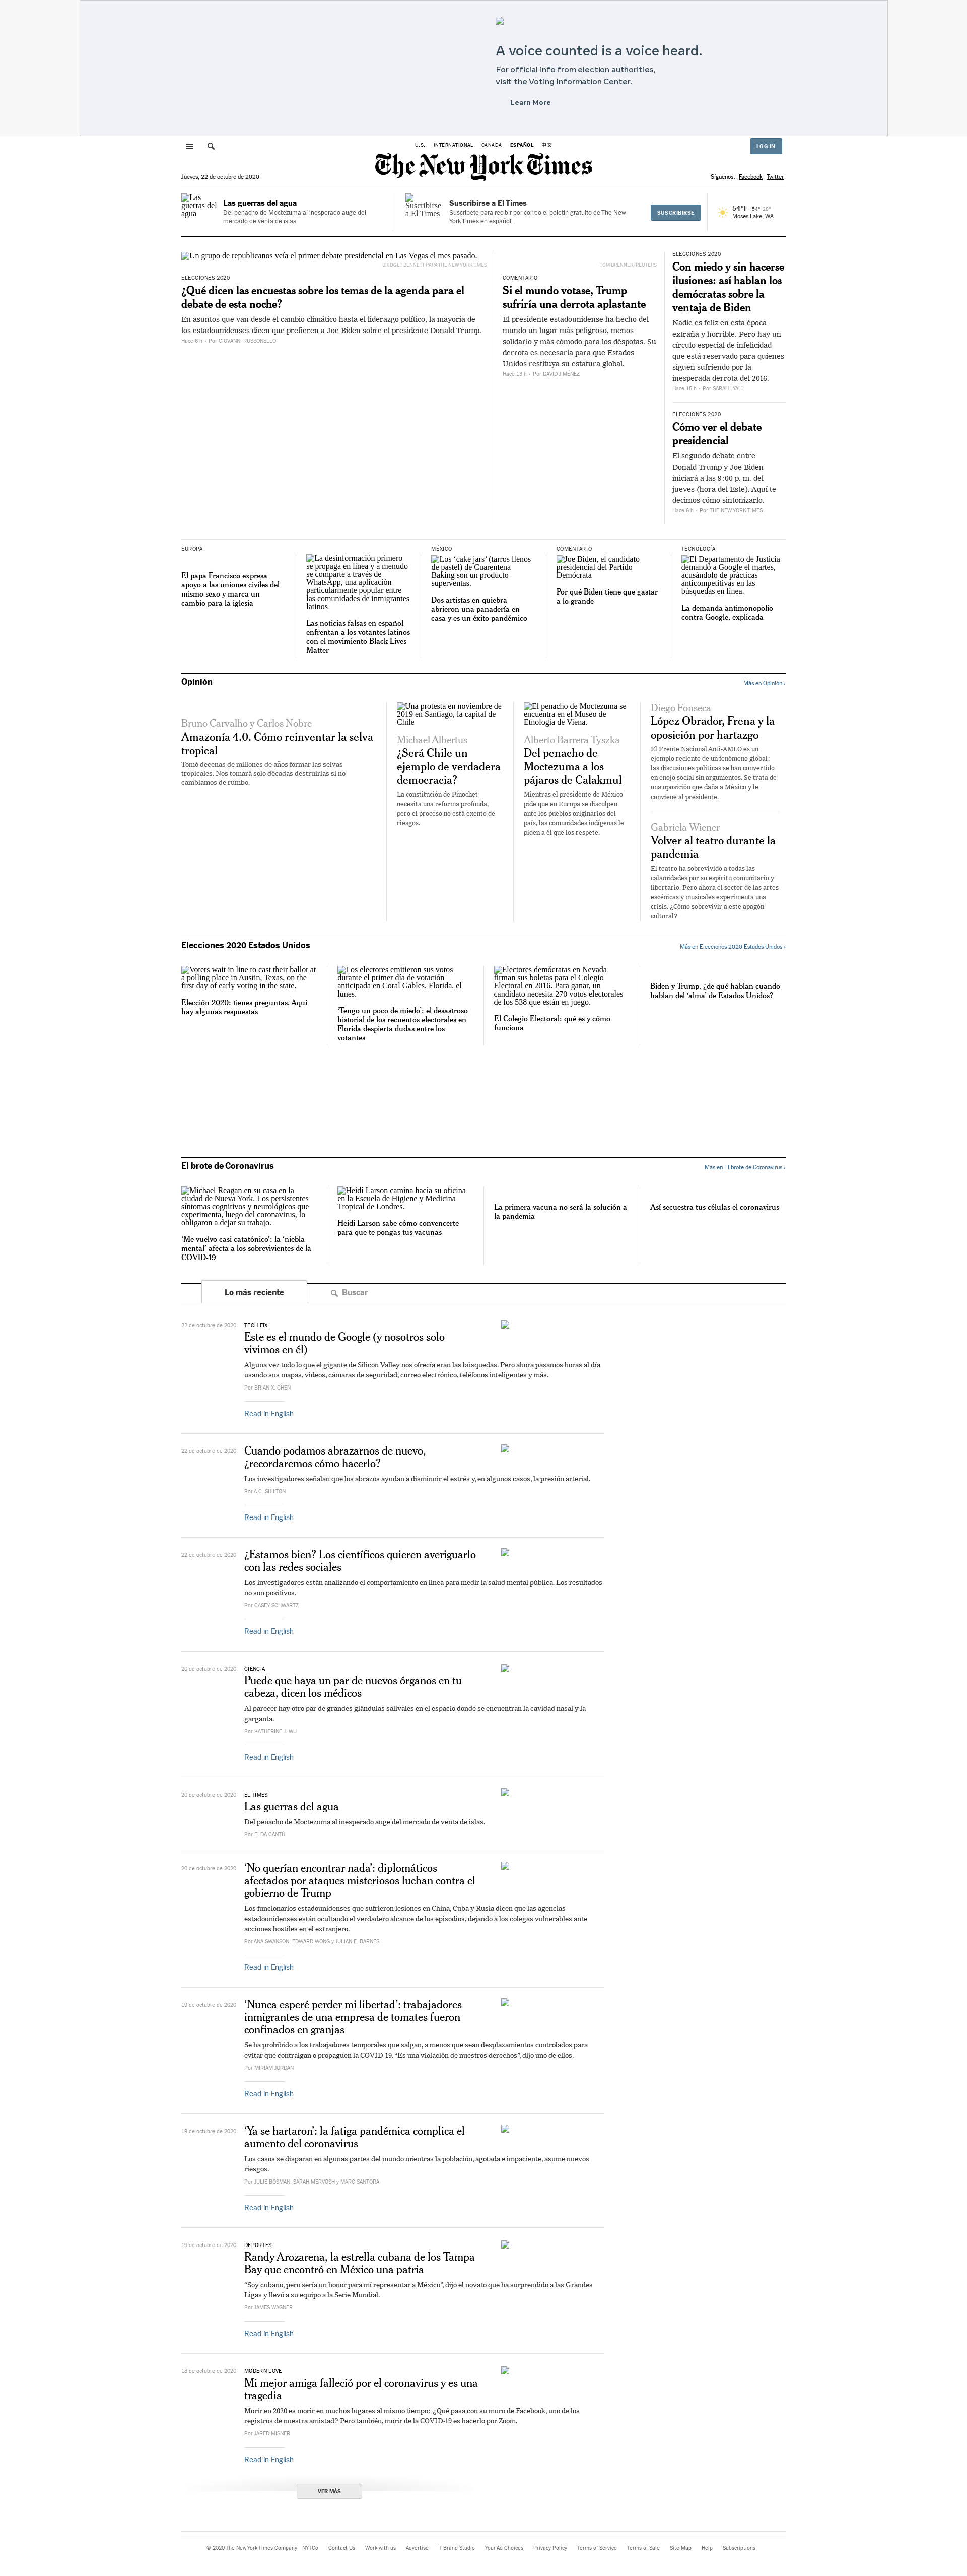 A voice counted is a voice heard.
For official info from election authorities,
visit the Voting Information Center.
Learn More
U.S. INTERNATIONAL CANADA ESPAÑOL 中文
LOG IN
The New York Times
Jueves, 22 de octubre de 2020
Síguenos: Facebook Twitter
Las guerras del agua
Las guerras del agua
Del penacho de Moctezuma al inesperado auge del
mercado de venta de islas.
Suscribirse a El Times
Suscribirse a El Times
Suscríbete para recibir por correo el boletín gratuito de The New
York Times en español.
SUSCRIBIRSE
54°F 54° 28°
Moses Lake, WA
Un grupo de republicanos veía el primer debate presidencial en Las Vegas el mes pasado.
BRIDGET BENNETT PARA THE NEW YORK TIMES
ELECCIONES 2020
¿Qué dicen las encuestas sobre los temas de la agenda para el
debate de esta noche?
En asuntos que van desde el cambio climático hasta el liderazgo político, la mayoría de
los estadounidenses dicen que prefieren a Joe Biden sobre el presidente Donald Trump.
Hace 6 h - Por GIOVANNI RUSSONELLO
TOM BRENNER/REUTERS
COMENTARIO
Si el mundo votase, Trump
sufriría una derrota aplastante
El presidente estadounidense ha hecho del
mundo un lugar más peligroso, menos
solidario y más cómodo para los déspotas. Su
derrota es necesaria para que Estados
Unidos restituya su estatura global.
Hace 13 h - Por DAVID JIMÉNEZ
ELECCIONES 2020
Con miedo y sin hacerse
ilusiones: así hablan los
demócratas sobre la
ventaja de Biden
Nadie es feliz en esta época
extraña y horrible. Pero hay un
círculo especial de infelicidad
que está reservado para quienes
siguen sufriendo por la
inesperada derrota del 2016.
Hace 15 h - Por SARAH LYALL
ELECCIONES 2020
Cómo ver el debate
presidencial
El segundo debate entre
Donald Trump y Joe Biden
iniciará a las 9:00 p. m. del
jueves (hora del Este). Aquí te
decimos cómo sintonizarlo.
Hace 6 h - Por THE NEW YORK TIMES
EUROPA
El papa Francisco expresa
apoyo a las uniones civiles del
mismo sexo y marca un
cambio para la iglesia
La desinformación primero
se propaga en línea y a menudo
se comparte a través de
WhatsApp, una aplicación
particularmente popular entre
las comunidades de inmigrantes
latinos
Las noticias falsas en español
enfrentan a los votantes latinos
con el movimiento Black Lives
Matter
MÉXICO
Los 'cake jars' (tarros llenos
de pastel) de Cuarentena
Baking son un producto
superventas.
Dos artistas en quiebra
abrieron una panadería en
casa y es un éxito pandémico
COMENTARIO
Joe Biden, el candidato
presidencial del Partido
Demócrata
Por qué Biden tiene que gastar
a lo grande
TECNOLOGÍA
El Departamento de Justicia
demandó a Google el martes,
acusándolo de prácticas
anticompetitivas en las
búsquedas en línea.
La demanda antimonopolio
contra Google, explicada
Opinión
Más en Opinión ›
Bruno Carvalho y Carlos Nobre
Amazonía 4.0. Cómo reinventar la selva
tropical
Tomó decenas de millones de años formar las selvas
tropicales. Nos tomará solo décadas destruirlas si no
cambiamos de rumbo.
Una protesta en noviembre de
2019 en Santiago, la capital de
Chile
Michael Albertus
¿Será Chile un
ejemplo de verdadera
democracia?
La constitución de Pinochet
necesita una reforma profunda,
pero el proceso no está exento de
riesgos.
El penacho de Moctezuma se
encuentra en el Museo de
Etnología de Viena.
Alberto Barrera Tyszka
Del penacho de
Moctezuma a los
pájaros de Calakmul
Mientras el presidente de México
pide que en Europa se disculpen
ante los pueblos originarios del
país, las comunidades indígenas le
piden a él que los respete.
Diego Fonseca
López Obrador, Frena y la
oposición por hartazgo
El Frente Nacional Anti-AMLO es un
ejemplo reciente de un fenómeno global:
las discusiones políticas se han convertido
en enojo social sin argumentos. Se trata de
una oposición que daña a México y le
conviene al presidente.
Gabriela Wiener
Volver al teatro durante la
pandemia
El teatro ha sobrevivido a todas las
calamidades por su espíritu comunitario y
libertario. Pero ahora el sector de las artes
escénicas y musicales experimenta una
crisis. ¿Cómo sobrevivir a este apagón
cultural?
Elecciones 2020 Estados Unidos
Más en Elecciones 2020 Estados Unidos ›
Voters wait in line to cast their ballot at
a polling place in Austin, Texas, on the
first day of early voting in the state.
Elección 2020: tienes preguntas. Aquí
hay algunas respuestas
Los electores emitieron sus votos
durante el primer día de votación
anticipada en Coral Gables, Florida, el
lunes.
'Tengo un poco de miedo': el desastroso
historial de los recuentos electorales en
Florida despierta dudas entre los
votantes
Electores demócratas en Nevada
firman sus boletas para el Colegio
Electoral en 2016. Para ganar, un
candidato necesita 270 votos electorales
de los 538 que están en juego.
El Colegio Electoral: qué es y cómo
funciona
Biden y Trump, ¿de qué hablan cuando
hablan del 'alma' de Estados Unidos?
El brote de Coronavirus
Más en El brote de Coronavirus ›
Michael Reagan en su casa en la
ciudad de Nueva York. Los persistentes
síntomas cognitivos y neurológicos que
experimenta, luego del coronavirus, lo
obligaron a dejar su trabajo.
'Me vuelvo casi catatónico': la 'niebla
mental' afecta a los sobrevivientes de la
COVID-19
Heidi Larson camina hacia su oficina
en la Escuela de Higiene y Medicina
Tropical de Londres.
Heidi Larson sabe cómo convencerte
para que te pongas tus vacunas
La primera vacuna no será la solución a
la pandemia
Así secuestra tus células el coronavirus
Lo más reciente
Buscar
22 de octubre de 2020
TECH FIX
Este es el mundo de Google (y nosotros solo
vivimos en él)
Alguna vez todo lo que el gigante de Silicon Valley nos ofrecía eran las búsquedas. Pero ahora pasamos horas al día
usando sus mapas, videos, cámaras de seguridad, correo electrónico, teléfonos inteligentes y más.
Por BRIAN X. CHEN
Read in English
22 de octubre de 2020
Cuando podamos abrazarnos de nuevo,
¿recordaremos cómo hacerlo?
Los investigadores señalan que los abrazos ayudan a disminuir el estrés y, en algunos casos, la presión arterial.
Por A.C. SHILTON
Read in English
22 de octubre de 2020
¿Estamos bien? Los científicos quieren averiguarlo
con las redes sociales
Los investigadores están analizando el comportamiento en línea para medir la salud mental pública. Los resultados
no son positivos.
Por CASEY SCHWARTZ
Read in English
20 de octubre de 2020
CIENCIA
Puede que haya un par de nuevos órganos en tu
cabeza, dicen los médicos
Al parecer hay otro par de grandes glándulas salivales en el espacio donde se encuentran la cavidad nasal y la
garganta.
Por KATHERINE J. WU
Read in English
20 de octubre de 2020
EL TIMES
Las guerras del agua
Del penacho de Moctezuma al inesperado auge del mercado de venta de islas.
Por ELDA CANTÚ
20 de octubre de 2020
'No querían encontrar nada': diplomáticos
afectados por ataques misteriosos luchan contra el
gobierno de Trump
Los funcionarios estadounidenses que sufrieron lesiones en China, Cuba y Rusia dicen que las agencias
estadounidenses están ocultando el verdadero alcance de los episodios, dejando a los colegas vulnerables ante
acciones hostiles en el extranjero.
Por ANA SWANSON, EDWARD WONG y JULIAN E. BARNES
Read in English
19 de octubre de 2020
'Nunca esperé perder mi libertad': trabajadores
inmigrantes de una empresa de tomates fueron
confinados en granjas
Se ha prohibido a los trabajadores temporales que salgan, a menos que sean desplazamientos controlados para
evitar que contraigan o propaguen la COVID-19. "Es una violación de nuestros derechos", dijo uno de ellos.
Por MIRIAM JORDAN
Read in English
19 de octubre de 2020
'Ya se hartaron': la fatiga pandémica complica el
aumento del coronavirus
Los casos se disparan en algunas partes del mundo mientras la población, agotada e impaciente, asume nuevos
riesgos.
Por JULIE BOSMAN, SARAH MERVOSH y MARC SANTORA
Read in English
19 de octubre de 2020
DEPORTES
Randy Arozarena, la estrella cubana de los Tampa
Bay que encontró en México una patria
"Soy cubano, pero sería un honor para mí representar a México", dijo el novato que ha sorprendido a las Grandes
Ligas y llevó a su equipo a la Serie Mundial.
Por JAMES WAGNER
Read in English
18 de octubre de 2020
MODERN LOVE
Mi mejor amiga falleció por el coronavirus y es una
tragedia
Morir en 2020 es morir en muchos lugares al mismo tiempo: ¿Qué pasa con su muro de Facebook, uno de los
registros de nuestra amistad? Pero también, morir de la COVID-19 es hacerlo por Zoom.
Por JARED MISNER
Read in English
VER MÁS
© 2020 The New York Times Company NYTCo Contact Us Work with us Advertise T Brand Studio Your Ad Choices Privacy Policy Terms of Service Terms of Sale Site Map Help Subscriptions